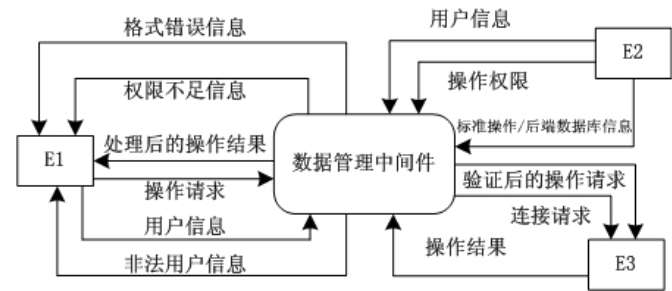 格式错误信息
用户信息
E2
权限不足信息
操作权限
标准操作/后端数据库信息
E1
处理后的操作结果
数据管理中间件
操作请求
验证后的操作请求
用户信息
连接请求
操作结果
E3
非法用户信息